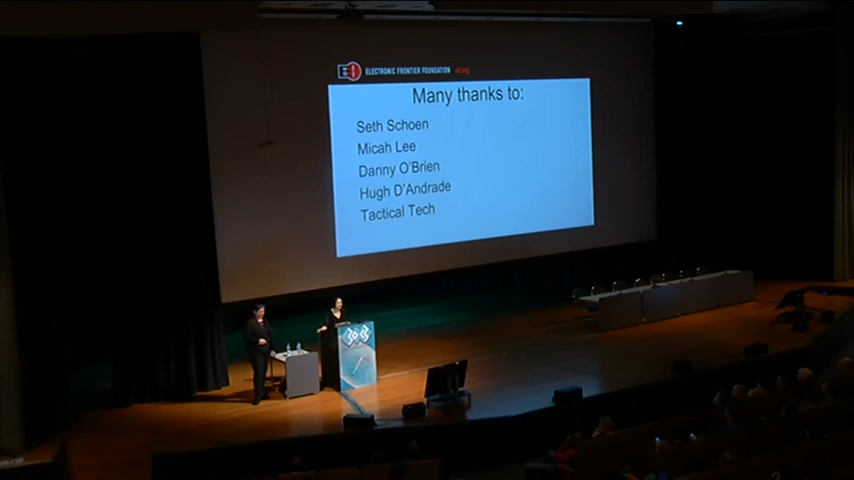 ELECTRONIC FRONTIER FOUNDATION eff.org
Many thanks to:
Seth Schoen
Micah Lee
Danny O'Brien
Hugh D'Andrade
Tactical Tech